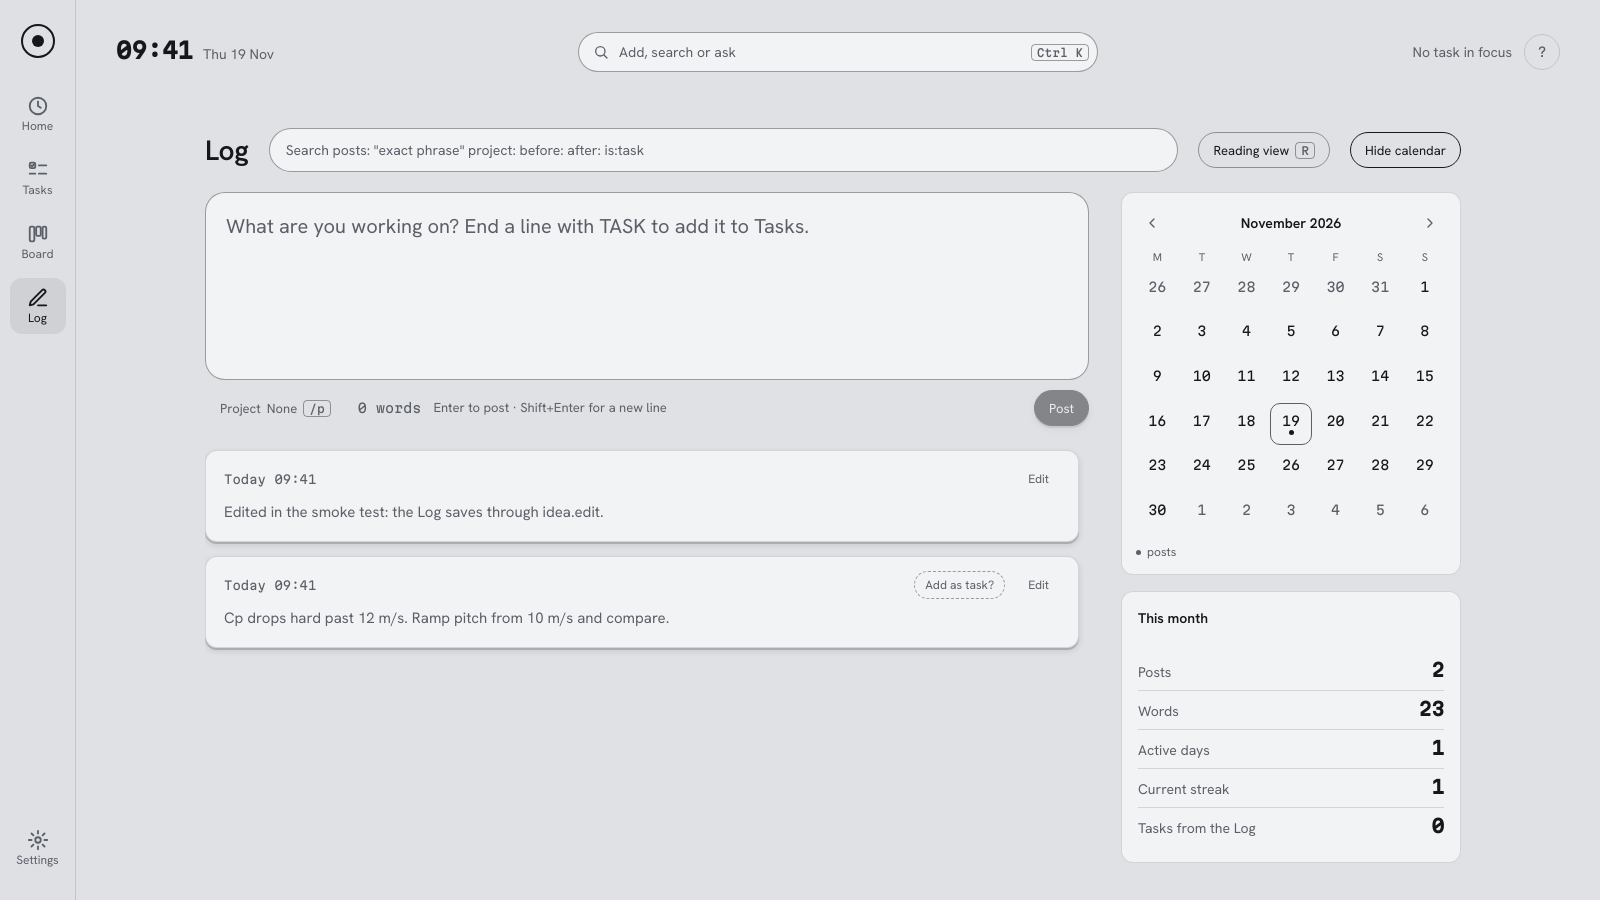 09:41 Thu 19 Nov
Add, search or ask
Ctrl K
No task in focus
?
Home
Tasks
Board
Log
Settings
Log
Search posts: "exact phrase" project: before: after: is:task
Reading view R
Hide calendar
What are you working on? End a line with TASK to add it to Tasks.
Project None /p 0 words Enter to post · Shift+Enter for a new line
Post
Today 09:41
Edit
Edited in the smoke test: the Log saves through idea.edit.
Today 09:41
Add as task?
Edit
Cp drops hard past 12 m/s. Ramp pitch from 10 m/s and compare.
November 2026
M T W T F S S
26 27 28 29 30 31 1
2 3 4 5 6 7 8
9 10 11 12 13 14 15
16 17 18 19 20 21 22
23 24 25 26 27 28 29
30 1 2 3 4 5 6
posts
This month
Posts 2
Words 23
Active days 1
Current streak 1
Tasks from the Log 0